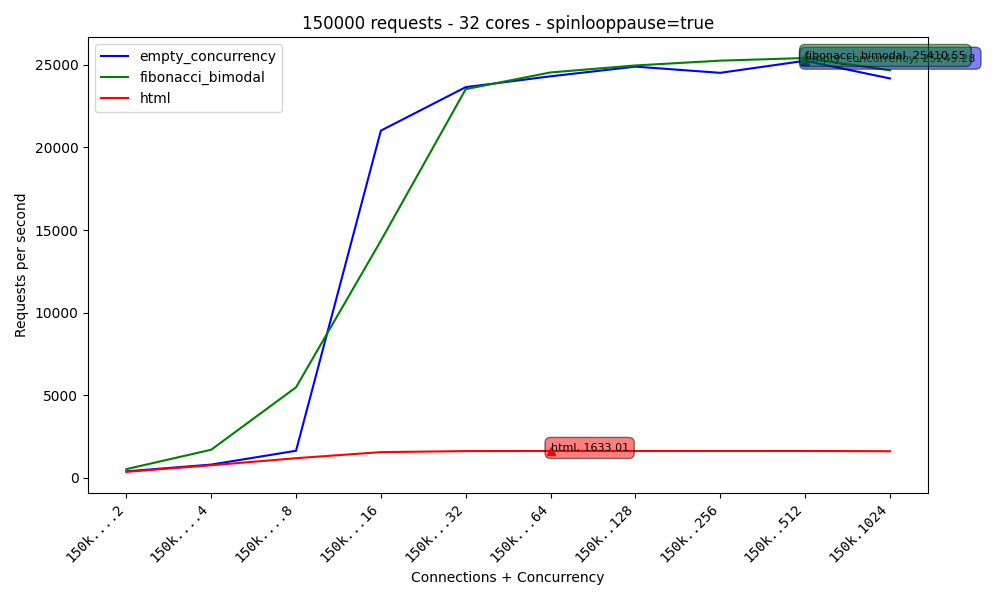 150000 requests - 32 cores - spinlooppause=true
empty_concurrency
fibonacci_bimodal
html
fibonacci_bimodal, 25410.55
html, 1633.01
Requests per second
25000
20000
15000
10000
5000
0
150k....2
150k....4
150k....8
150k...16
150k...32
150k...64
150k..128
150k..256
150k..512
150k.1024
Connections + Concurrency